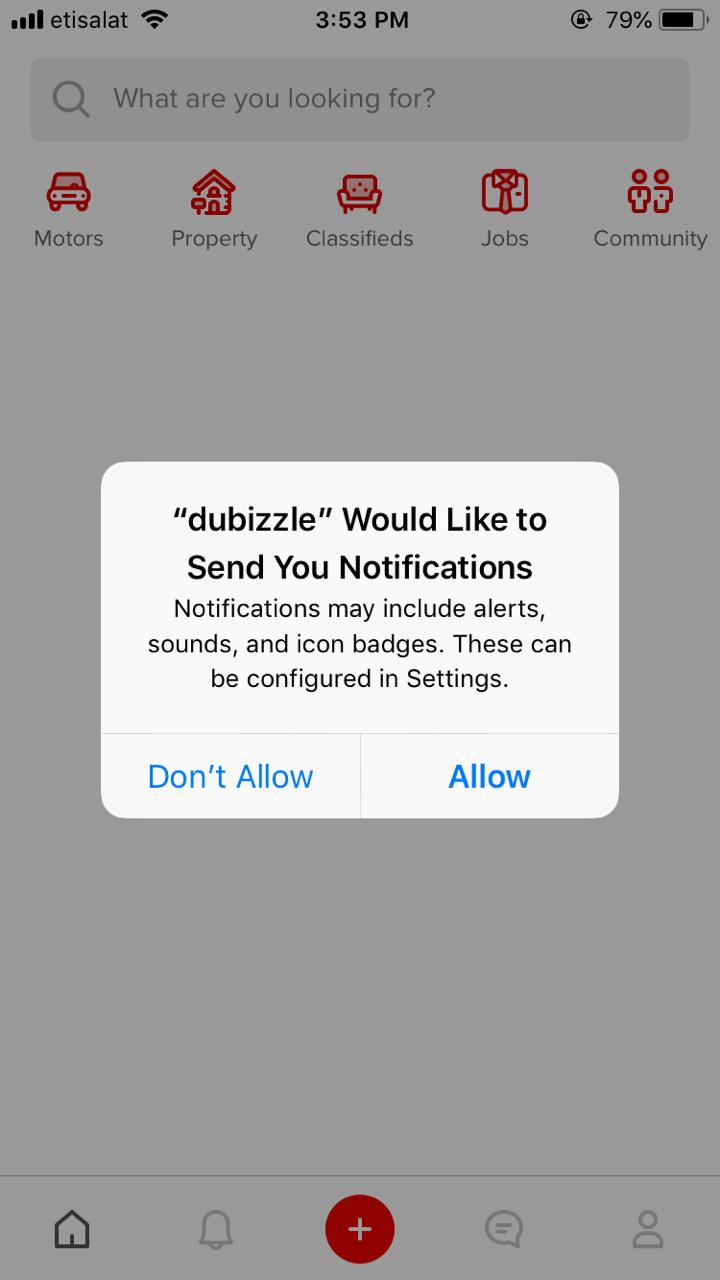 etisalat 3:53 PM 79%
What are you looking for?
Motors Property Classifieds Jobs Community
“dubizzle” Would Like to
Send You Notifications
Notifications may include alerts,
sounds, and icon badges. These can
be configured in Settings.
Don’t Allow Allow